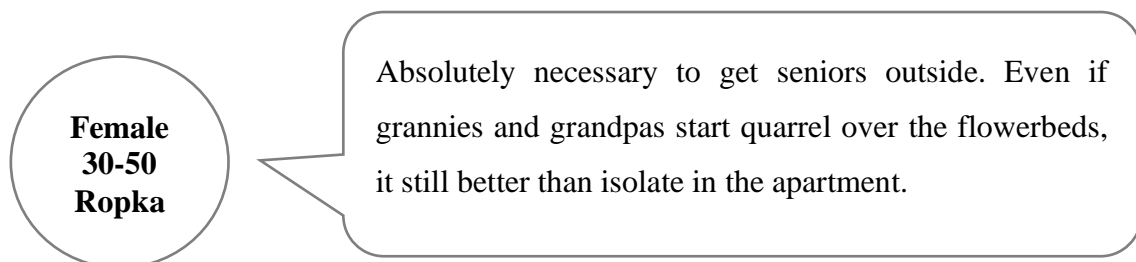 Female
30-50
Ropka
Absolutely necessary to get seniors outside. Even if
grannies and grandpas start quarrel over the flowerbeds,
it still better than isolate in the apartment.